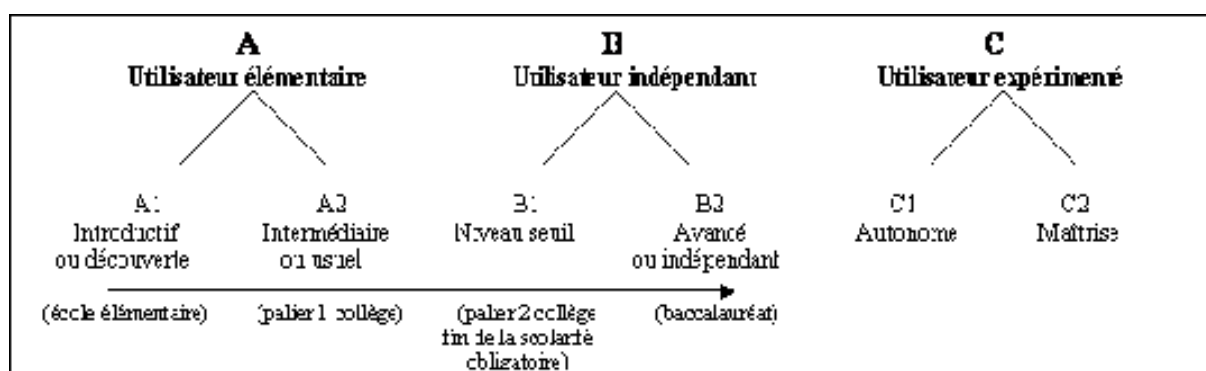 A
Utilisateur élémentaire
B
Utilisateur indépendant
C
Utilisateur expérimenté
A1
Introductif
ou découverte
A2
Intermédiaire
ou usuel
B1
Niveau seuil
B2
Avancé
ou indépendant
C1
Autonome
C2
Maîtrise
(école élémentaire)
(palier 1 collège)
(palier 2 collège
fin de la scolarité
obligatoire)
(baccalauréat)